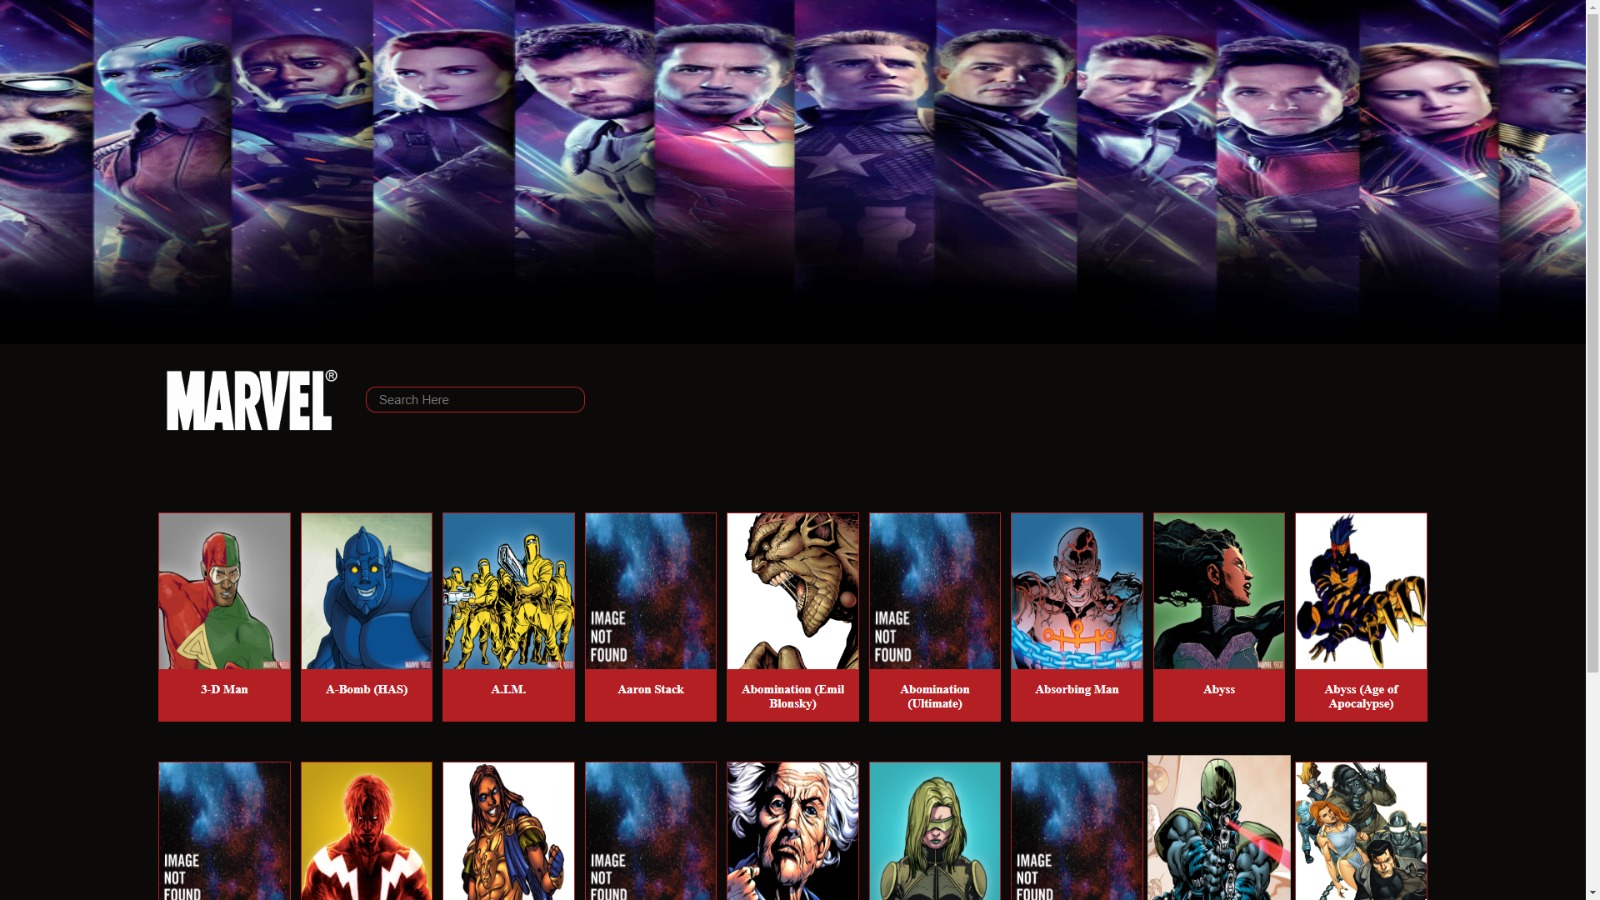 MARVEL®
Search Here
IMAGE
NOT
FOUND
IMAGE
NOT
FOUND
3-D Man
A-Bomb (HAS)
A.I.M.
Aaron Stack
Abomination (Emil
Blonsky)
Abomination
(Ultimate)
Absorbing Man
Abyss
Abyss (Age of
Apocalypse)
IMAGE
NOT
FOUND
IMAGE
NOT
FOUND
IMAGE
NOT
FOUND